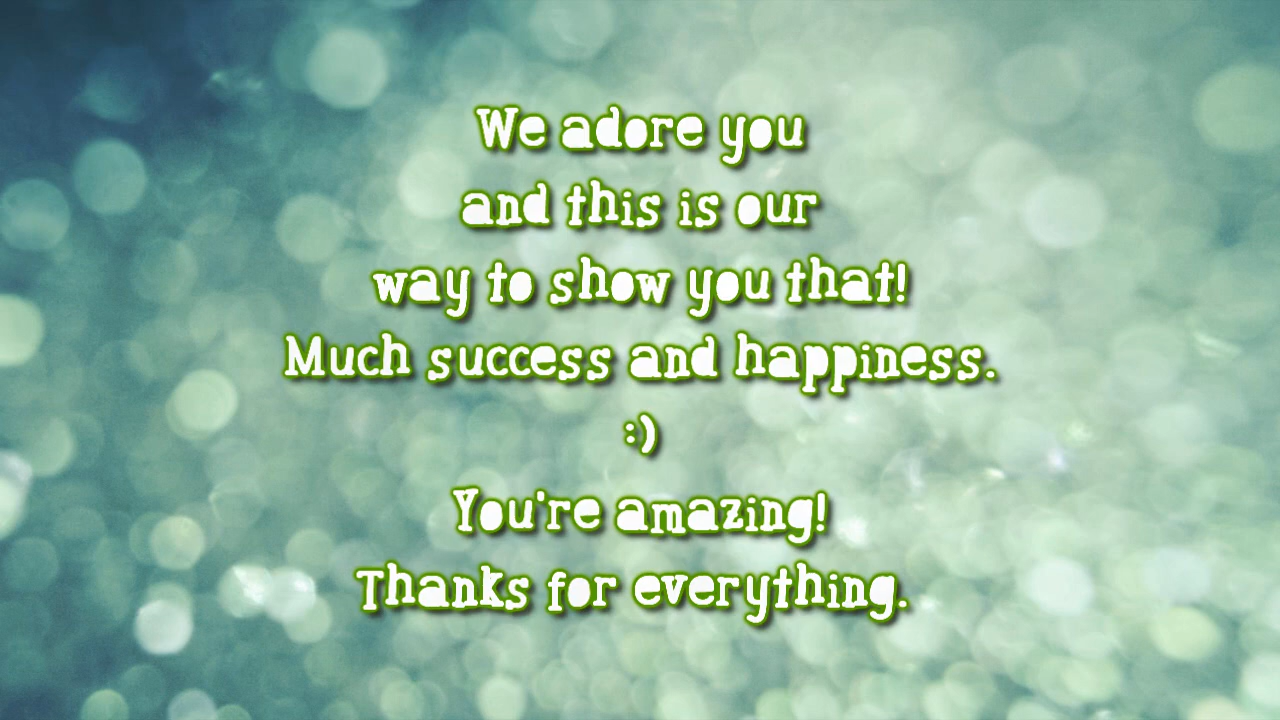 We adore you
and this is our
way to show you that!
Much success and happiness.
:)
You're amazing!
Thanks for everything.